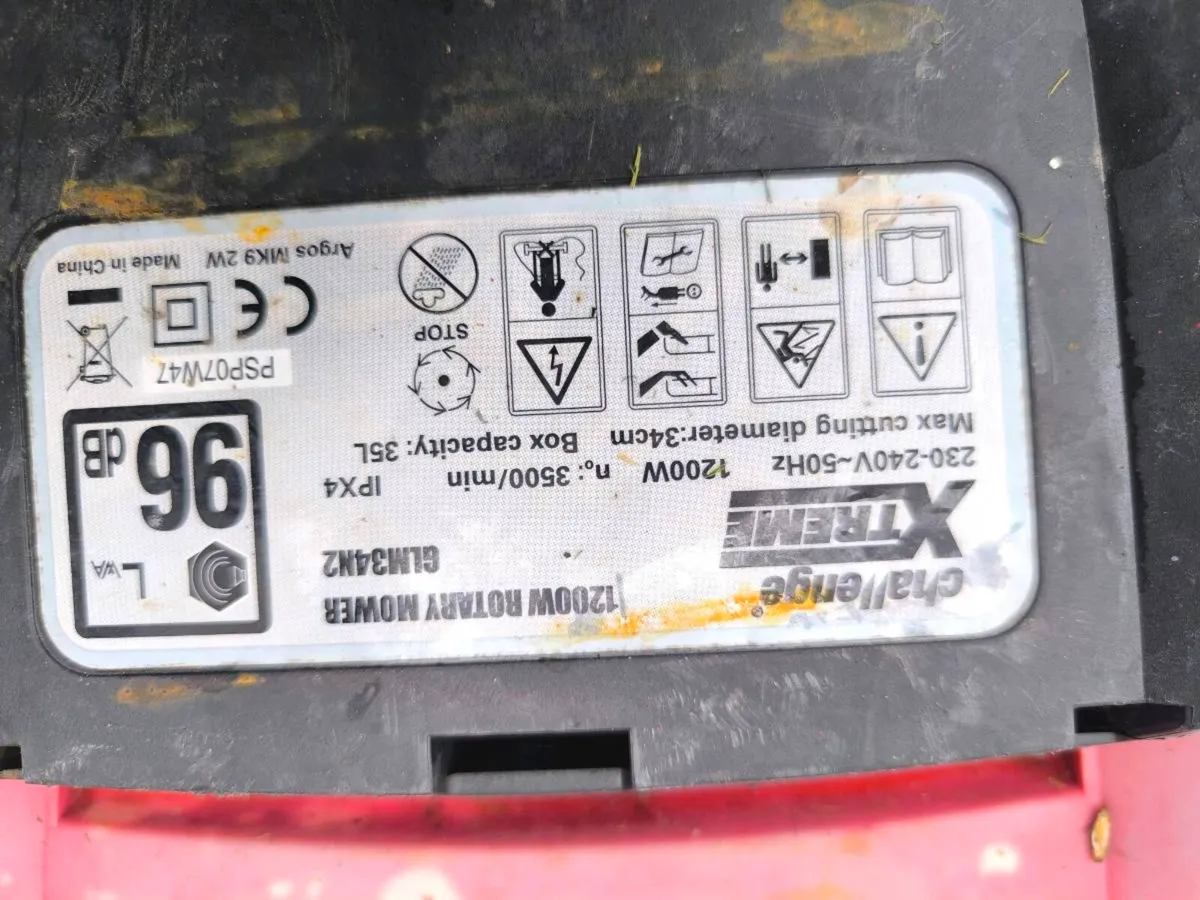 challenge®
XTREME
1200W ROTARY MOWER
GLM34N2
230-240V~50Hz 1200W n₀: 3500/min IPX4
Max cutting diameter:34cm Box capacity: 35L
LWA
96 dB
STOP
PSP07W47
Argos MK9 2W Made in China
CE